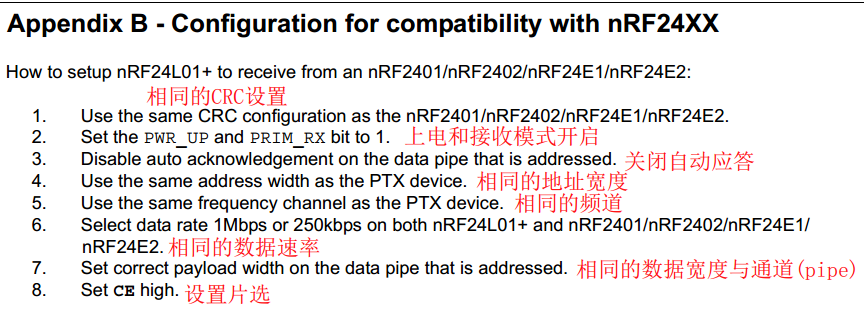 Appendix B - Configuration for compatibility with nRF24XX
How to setup nRF24L01+ to receive from an nRF2401/nRF2402/nRF24E1/nRF24E2:
相同的CRC设置
1. Use the same CRC configuration as the nRF2401/nRF2402/nRF24E1/nRF24E2.
2. Set the PWR_UP and PRIM_RX bit to 1. 上电和接收模式开启
3. Disable auto acknowledgement on the data pipe that is addressed. 关闭自动应答
4. Use the same address width as the PTX device. 相同的地址宽度
5. Use the same frequency channel as the PTX device. 相同的频道
6. Select data rate 1Mbps or 250kbps on both nRF24L01+ and nRF2401/nRF2402/nRF24E1/
nRF24E2. 相同的数据速率
7. Set correct payload width on the data pipe that is addressed. 相同的数据宽度与通道(pipe)
8. Set CE high. 设置片选